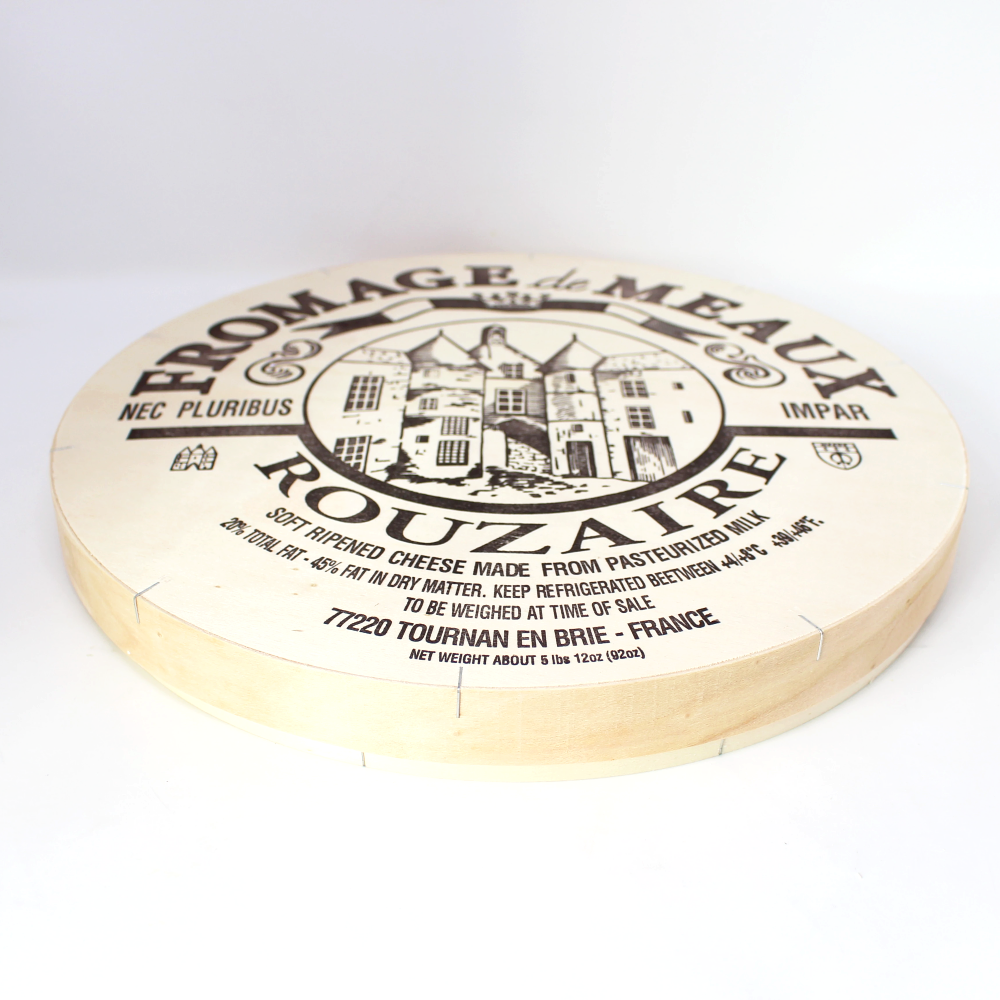 FROMAGE de MEAUX
NEC PLURIBUS IMPAR
ROUZAIRE
SOFT RIPENED CHEESE MADE FROM PASTEURIZED MILK
20% TOTAL FAT - 45% FAT IN DRY MATTER. KEEP REFRIGERATED BEETWEEN +4/+8°C +39/+46°F.
TO BE WEIGHED AT TIME OF SALE
77220 TOURNAN EN BRIE - FRANCE
NET WEIGHT ABOUT 5 lbs 12oz (92oz)